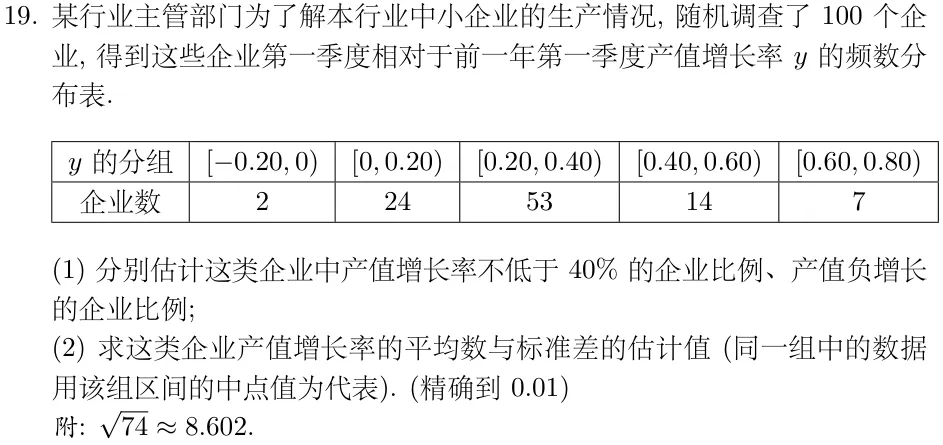 19. 某行业主管部门为了解本行业中小企业的生产情况, 随机调查了 100 个企
业, 得到这些企业第一季度相对于前一年第一季度产值增长率 y 的频数分
布表.
y 的分组 [−0.20, 0) [0, 0.20) [0.20, 0.40) [0.40, 0.60) [0.60, 0.80)
企业数 2 24 53 14 7
(1) 分别估计这类企业中产值增长率不低于 40% 的企业比例、产值负增长
的企业比例;
(2) 求这类企业产值增长率的平均数与标准差的估计值 (同一组中的数据
用该组区间的中点值为代表). (精确到 0.01)
附: √74 ≈ 8.602.